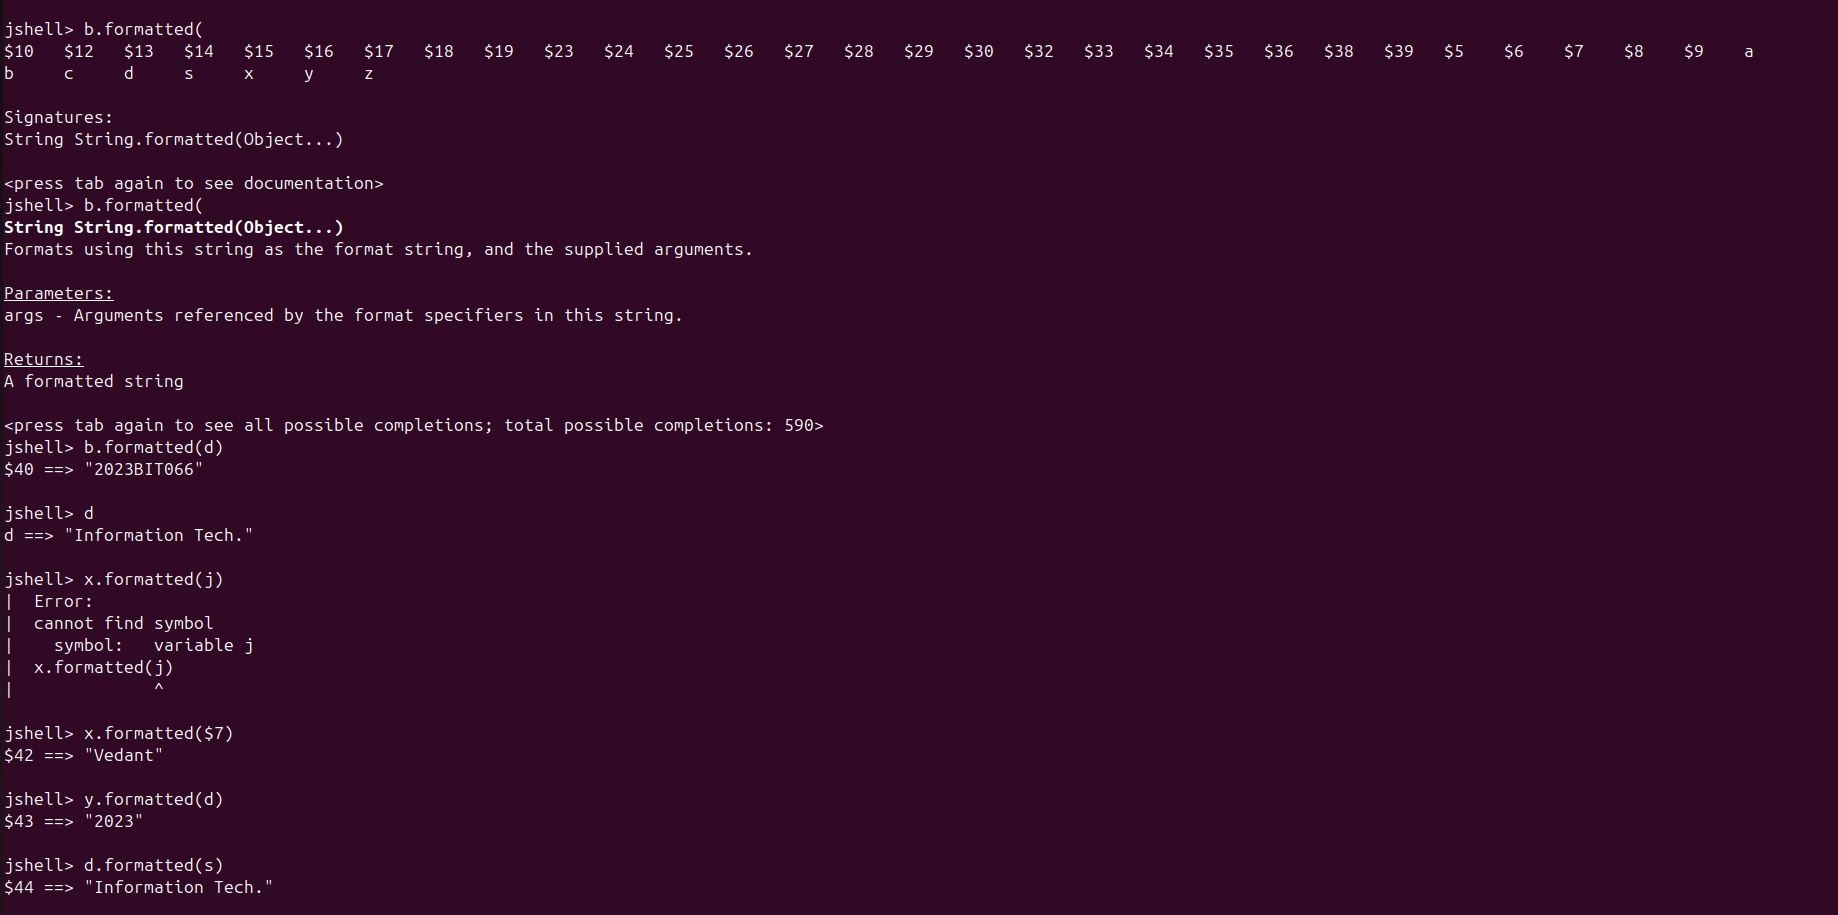 jshell> b.formatted(
$10   $12   $13   $14   $15   $16   $17   $18   $19   $23   $24   $25   $26   $27   $28   $29   $30   $32   $33   $34   $35   $36   $38   $39   $5    $6    $7    $8    $9    a
b     c     d     s     x     y     z
Signatures:
String String.formatted(Object...)
<press tab again to see documentation>
jshell> b.formatted(
String String.formatted(Object...)
Formats using this string as the format string, and the supplied arguments.
Parameters:
args - Arguments referenced by the format specifiers in this string.
Returns:
A formatted string
<press tab again to see all possible completions; total possible completions: 590>
jshell> b.formatted(d)
$40 ==> "2023BIT066"
jshell> d
d ==> "Information Tech."
jshell> x.formatted(j)
|  Error:
|  cannot find symbol
|    symbol:   variable j
|  x.formatted(j)
|              ^
jshell> x.formatted($7)
$42 ==> "Vedant"
jshell> y.formatted(d)
$43 ==> "2023"
jshell> d.formatted(s)
$44 ==> "Information Tech."